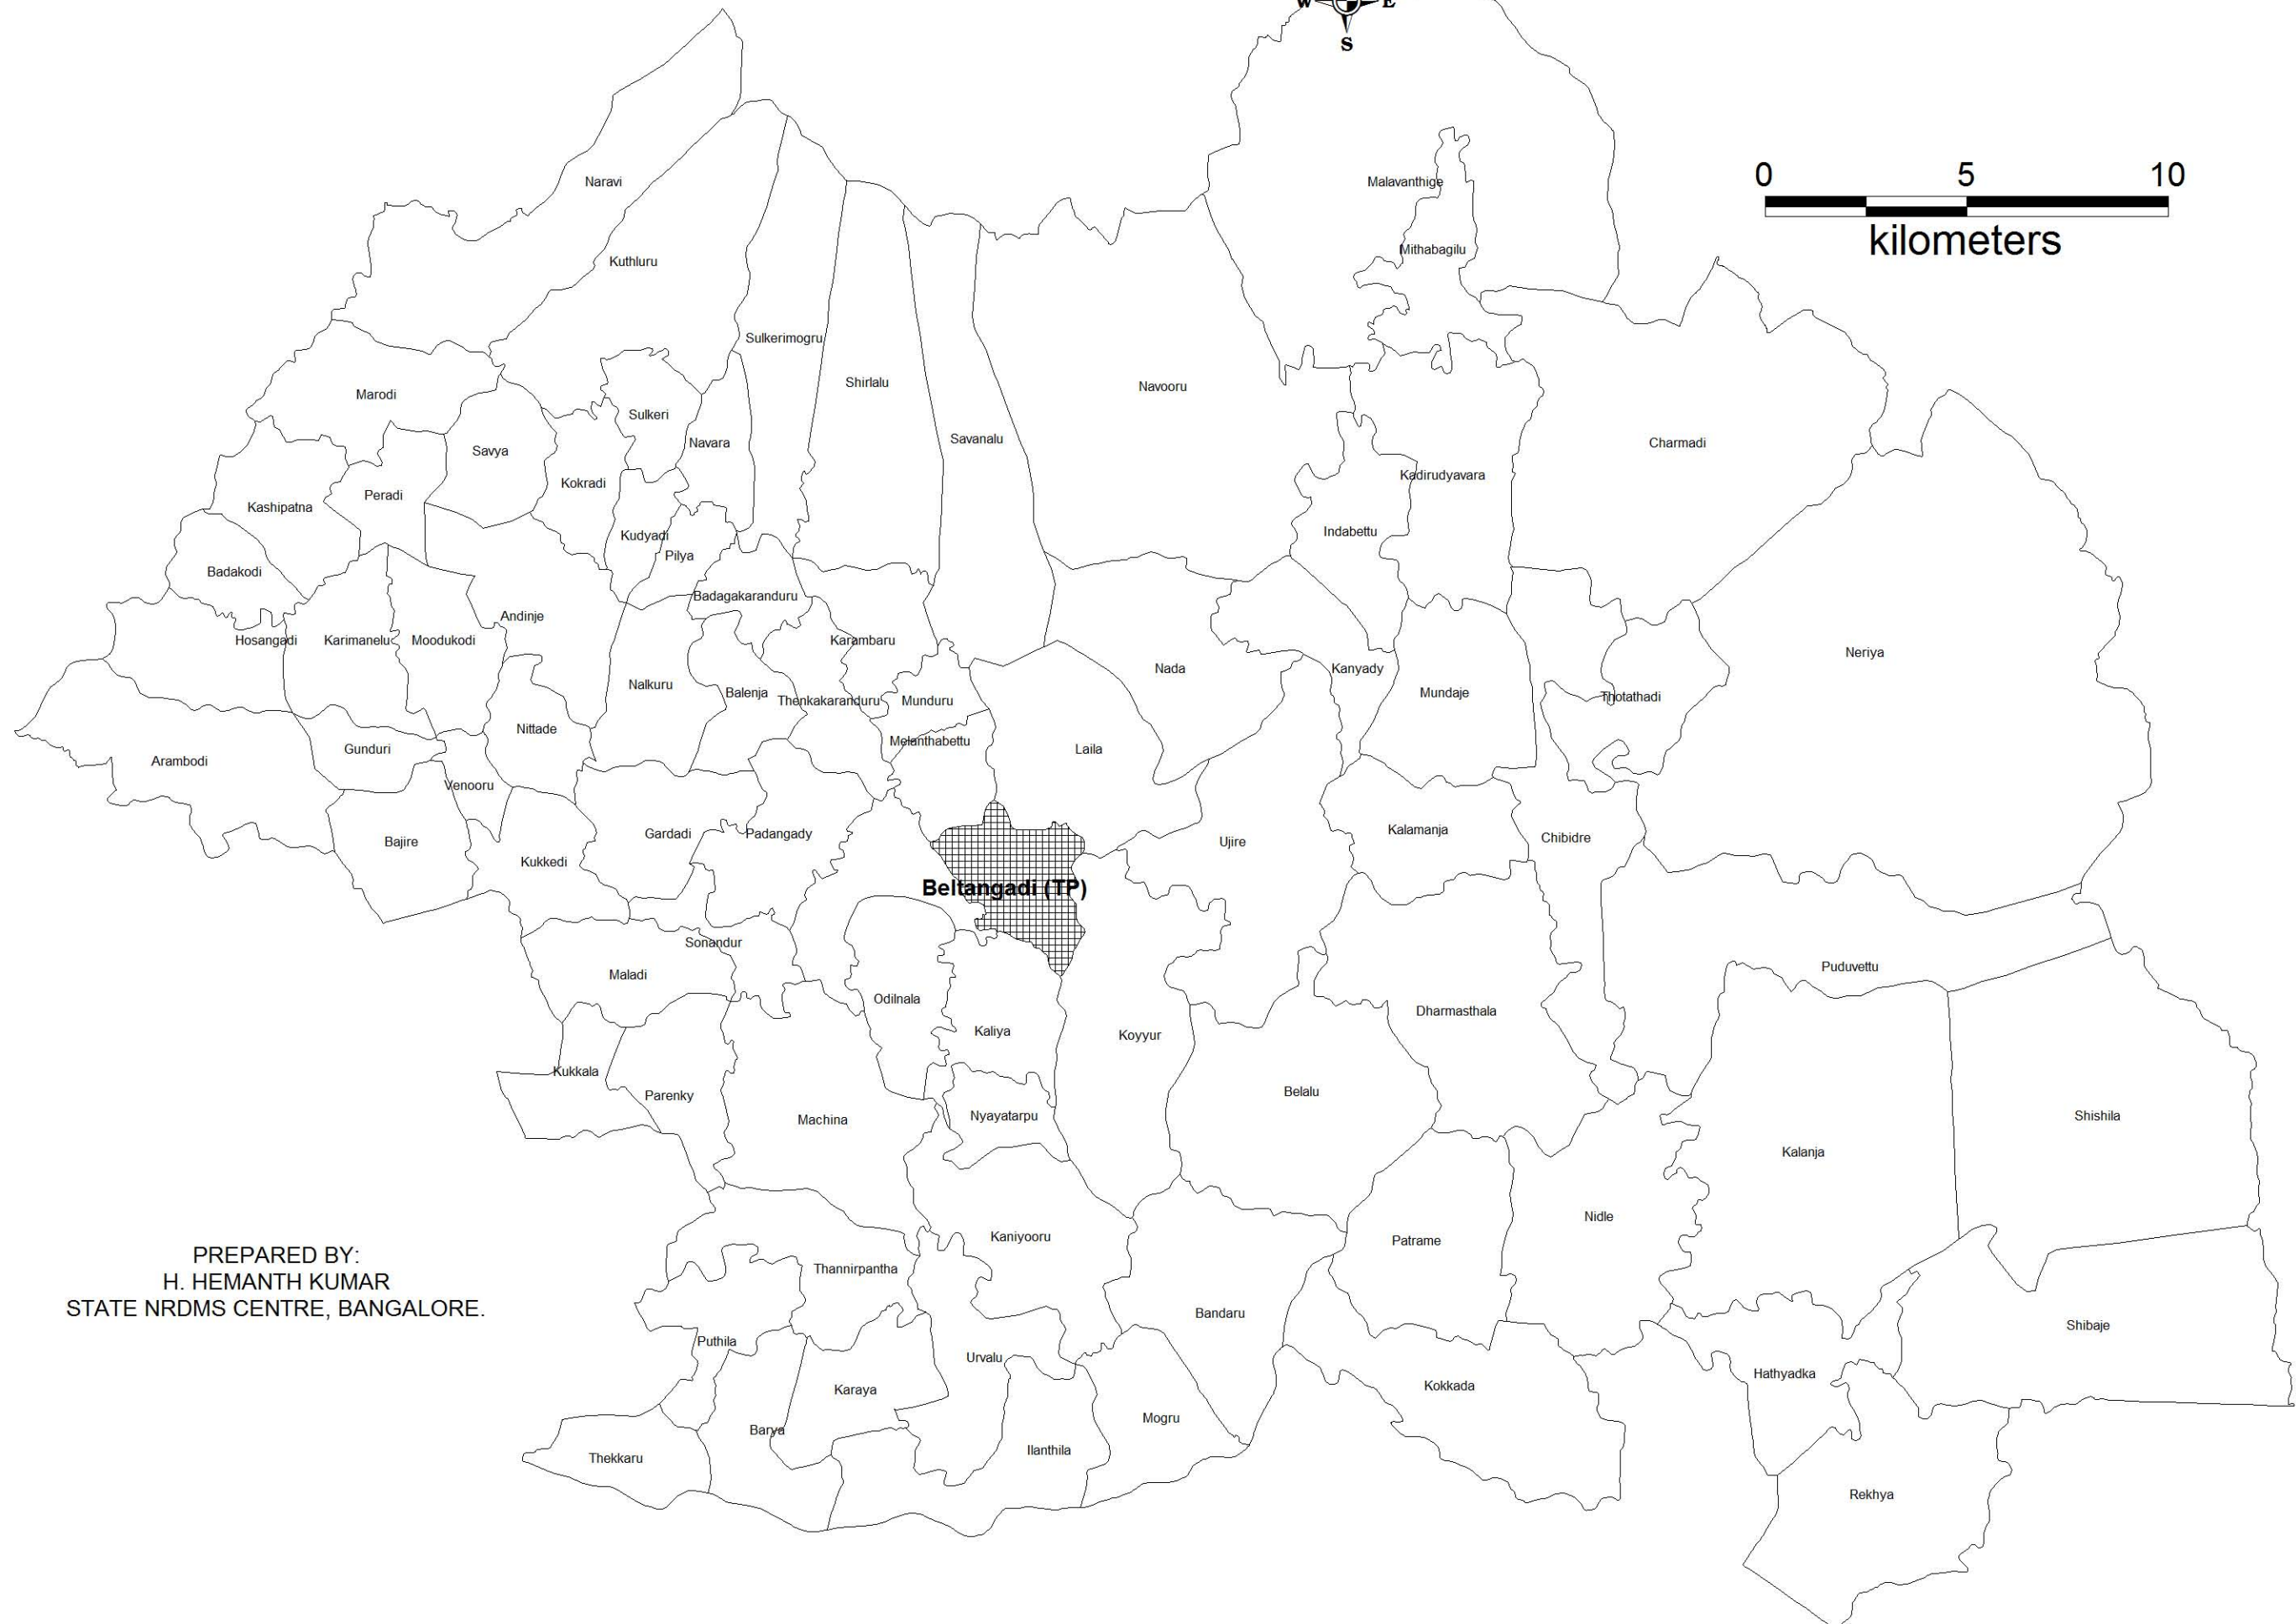 W E
S
0 5 10
kilometers
Naravi
Malavanthige
Mithabagilu
Kuthluru
Sulkerimogru
Shirlalu
Navooru
Marodi
Sulkeri
Savanalu
Navara
Charmadi
Savya
Kadirudyavara
Kokradi
Peradi
Kashipatna
Indabettu
Kudyadi
Pilya
Badakodi
Badagakaranduru
Andinje
Hosangadi
Karimanelu
Moodukodi
Karambaru
Neriya
Nada
Kanyady
Nalkuru
Balenja
Mundaje
Thotathadi
Thenkakaranduru
Munduru
Nittade
Melanthabettu
Gunduri
Laila
Arambodi
Venooru
Gardadi
Padangady
Kalamanja
Chibidre
Bajire
Ujire
Kukkedi
Beltangadi (TP)
Sonandur
Maladi
Puduvettu
Odilnala
Dharmasthala
Kaliya
Koyyur
Kukkala
Belalu
Parenky
Nyayatarpu
Machina
Shishila
Kalanja
Nidle
Kaniyooru
Patrame
PREPARED BY:
H. HEMANTH KUMAR
STATE NRDMS CENTRE, BANGALORE.
Thannirpantha
Bandaru
Shibaje
Puthila
Urvalu
Hathyadka
Karaya
Kokkada
Mogru
Barya
Ilanthila
Thekkaru
Rekhya